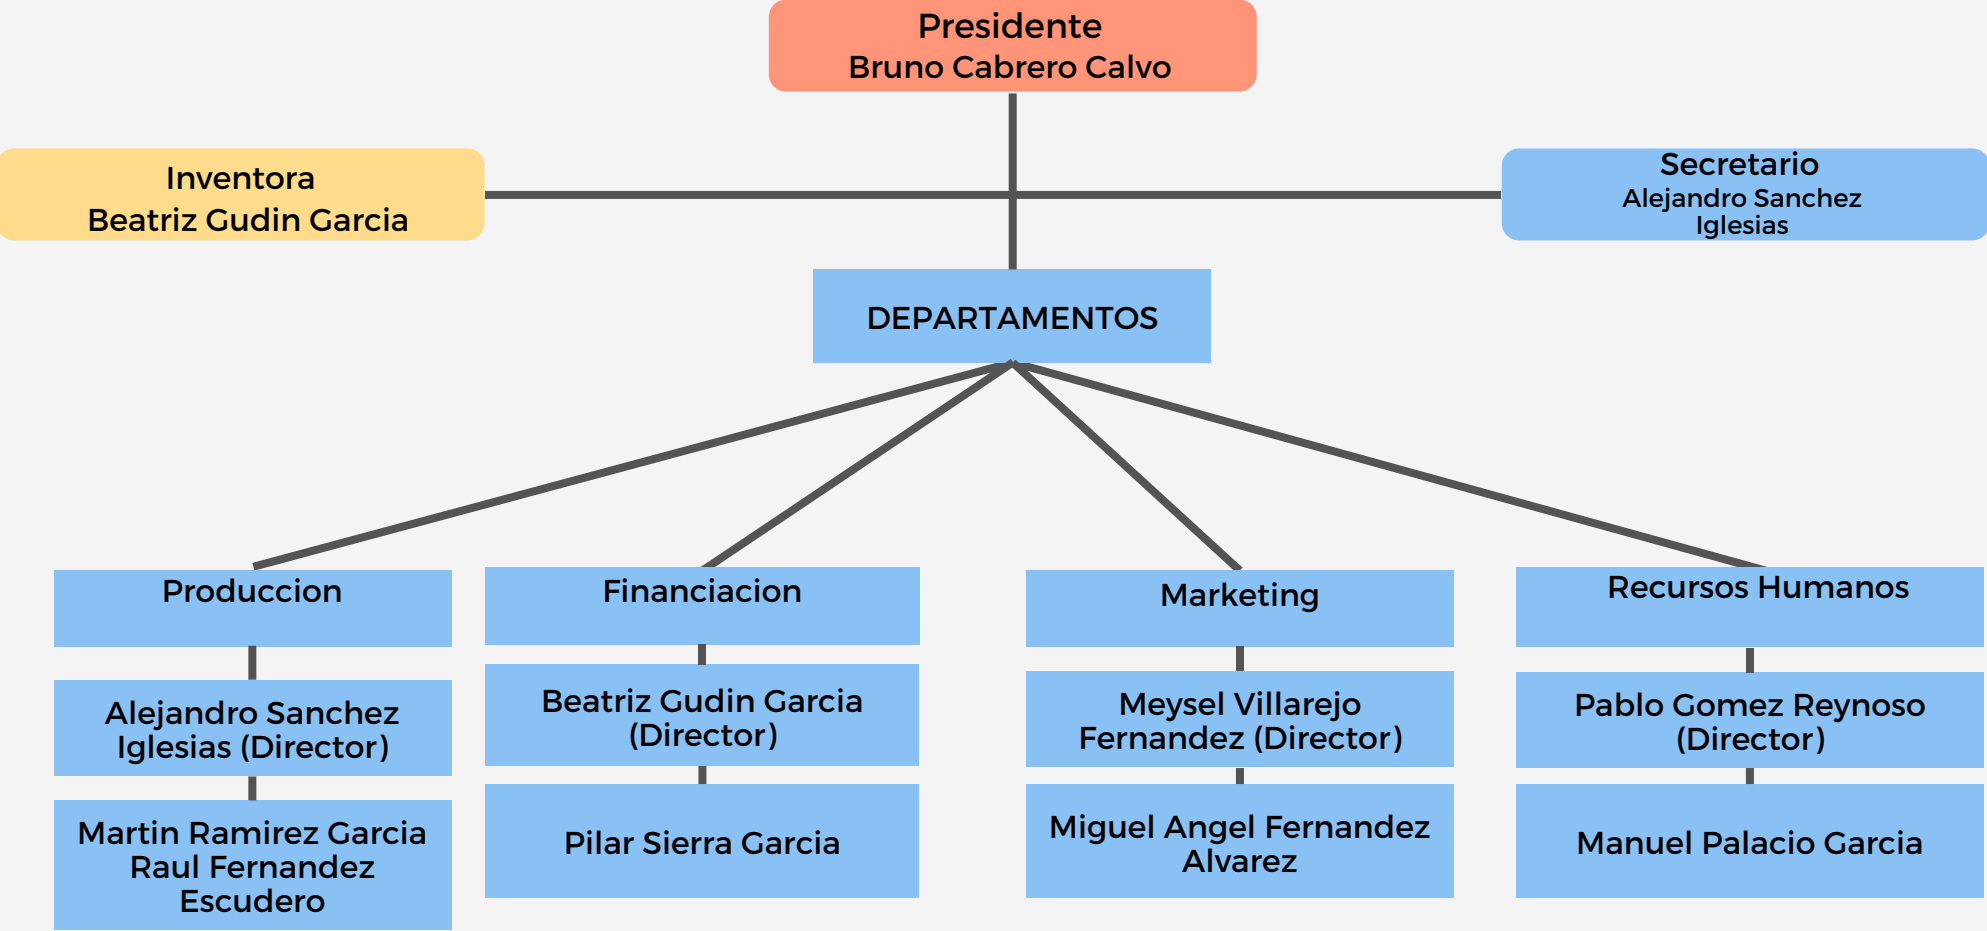 Presidente
Bruno Cabrero Calvo
Inventora
Beatriz Gudin Garcia
Secretario
Alejandro Sanchez
Iglesias
DEPARTAMENTOS
Produccion
Financiacion
Marketing
Recursos Humanos
Alejandro Sanchez
Iglesias (Director)
Beatriz Gudin Garcia
(Director)
Meysel Villarejo
Fernandez (Director)
Pablo Gomez Reynoso
(Director)
Martin Ramirez Garcia
Raul Fernandez
Escudero
Pilar Sierra Garcia
Miguel Angel Fernandez
Alvarez
Manuel Palacio Garcia